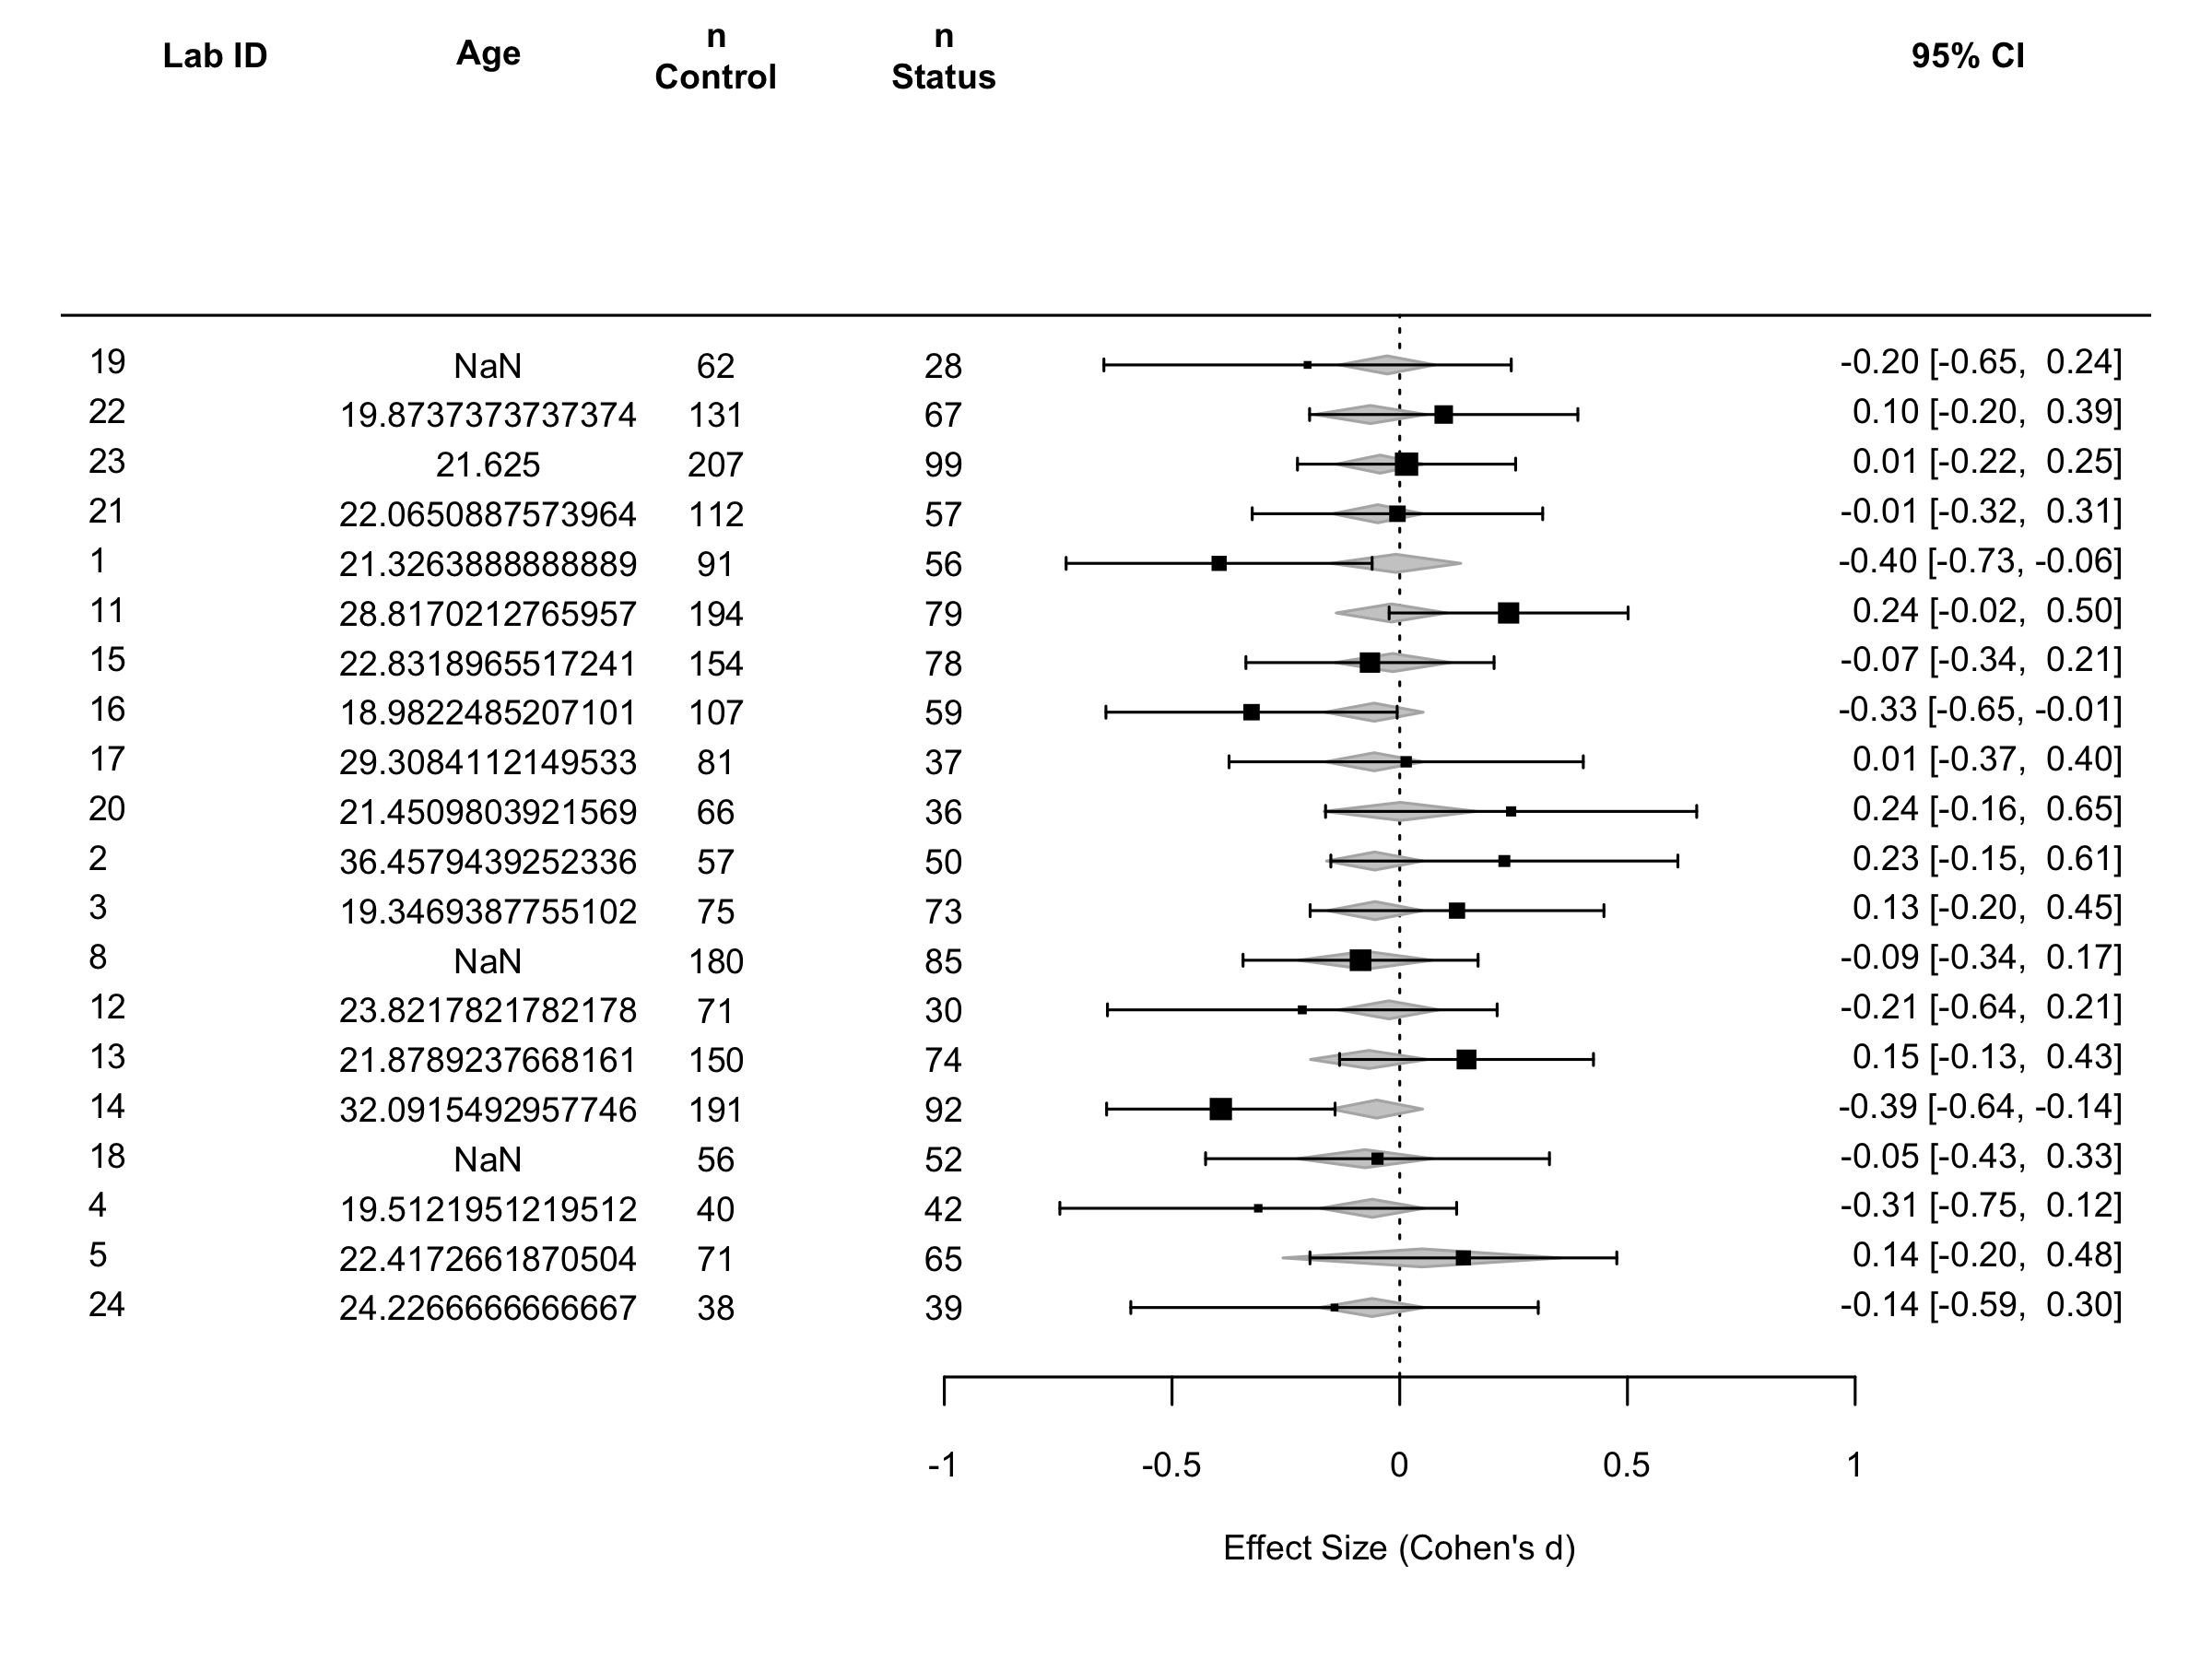 Lab ID Age n Control n Status 95% CI
19 NaN 62 28 -0.20 [-0.65, 0.24]
22 19.8737373737374 131 67 0.10 [-0.20, 0.39]
23 21.625 207 99 0.01 [-0.22, 0.25]
21 22.0650887573964 112 57 -0.01 [-0.32, 0.31]
1 21.3263888888889 91 56 -0.40 [-0.73, -0.06]
11 28.8170212765957 194 79 0.24 [-0.02, 0.50]
15 22.8318965517241 154 78 -0.07 [-0.34, 0.21]
16 18.9822485207101 107 59 -0.33 [-0.65, -0.01]
17 29.3084112149533 81 37 0.01 [-0.37, 0.40]
20 21.4509803921569 66 36 0.24 [-0.16, 0.65]
2 36.4579439252336 57 50 0.23 [-0.15, 0.61]
3 19.3469387755102 75 73 0.13 [-0.20, 0.45]
8 NaN 180 85 -0.09 [-0.34, 0.17]
12 23.8217821782178 71 30 -0.21 [-0.64, 0.21]
13 21.8789237668161 150 74 0.15 [-0.13, 0.43]
14 32.0915492957746 191 92 -0.39 [-0.64, -0.14]
18 NaN 56 52 -0.05 [-0.43, 0.33]
4 19.5121951219512 40 42 -0.31 [-0.75, 0.12]
5 22.4172661870504 71 65 0.14 [-0.20, 0.48]
24 24.2266666666667 38 39 -0.14 [-0.59, 0.30]
-1 -0.5 0 0.5 1
Effect Size (Cohen's d)